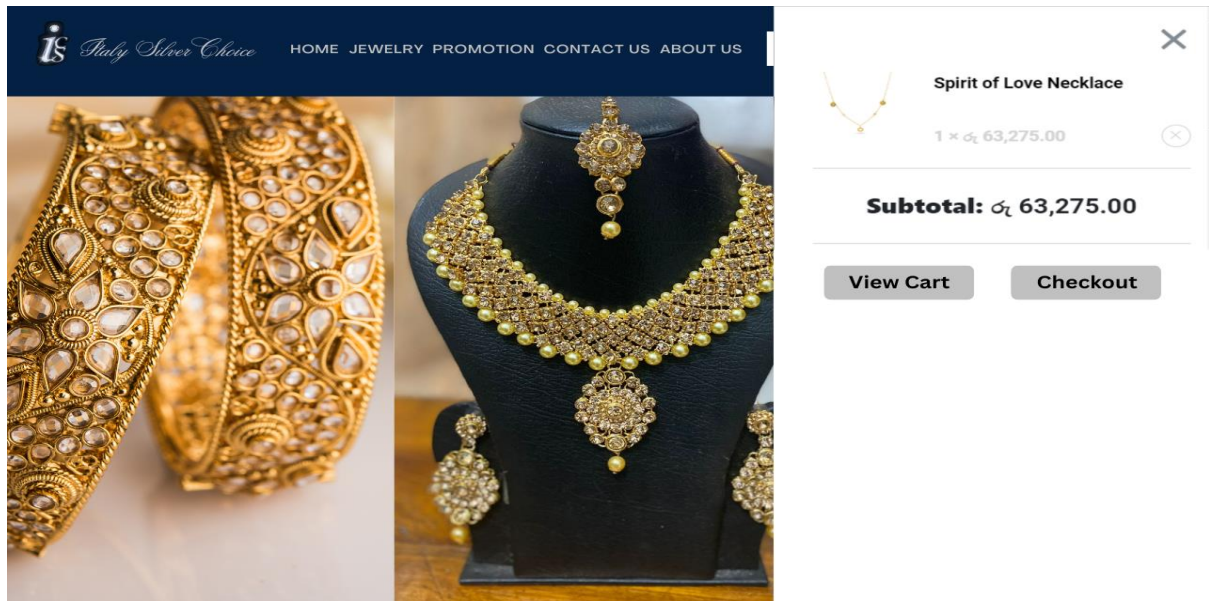 is Italy Silver Choice
HOME JEWELRY PROMOTION CONTACT US ABOUT US
Spirit of Love Necklace
1 × රු 63,275.00
Subtotal: රු 63,275.00
View Cart Checkout